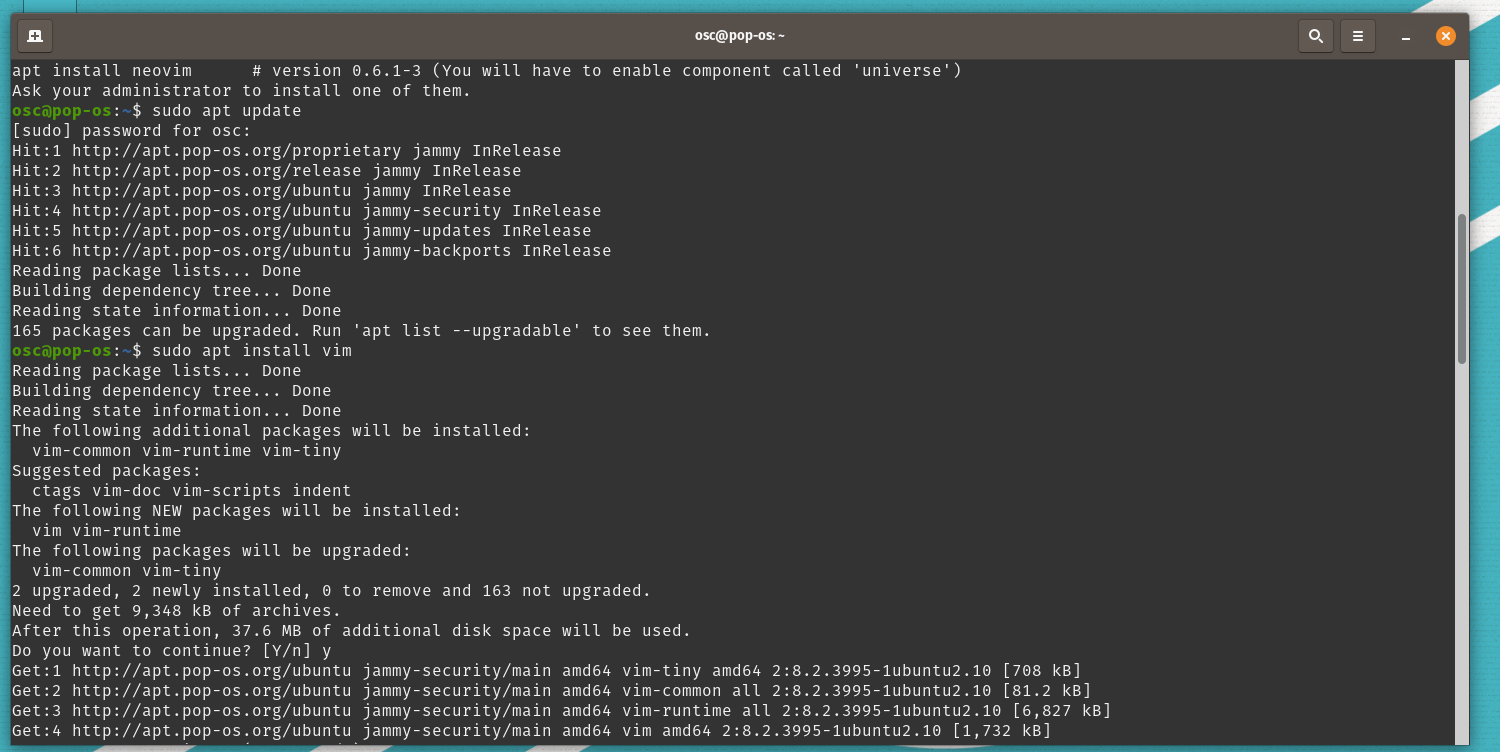 osc@pop-os: ~
apt install neovim      # version 0.6.1-3 (You will have to enable component called 'universe')
Ask your administrator to install one of them.
osc@pop-os:~$ sudo apt update
[sudo] password for osc:
Hit:1 http://apt.pop-os.org/proprietary jammy InRelease
Hit:2 http://apt.pop-os.org/release jammy InRelease
Hit:3 http://apt.pop-os.org/ubuntu jammy InRelease
Hit:4 http://apt.pop-os.org/ubuntu jammy-security InRelease
Hit:5 http://apt.pop-os.org/ubuntu jammy-updates InRelease
Hit:6 http://apt.pop-os.org/ubuntu jammy-backports InRelease
Reading package lists... Done
Building dependency tree... Done
Reading state information... Done
165 packages can be upgraded. Run 'apt list --upgradable' to see them.
osc@pop-os:~$ sudo apt install vim
Reading package lists... Done
Building dependency tree... Done
Reading state information... Done
The following additional packages will be installed:
  vim-common vim-runtime vim-tiny
Suggested packages:
  ctags vim-doc vim-scripts indent
The following NEW packages will be installed:
  vim vim-runtime
The following packages will be upgraded:
  vim-common vim-tiny
2 upgraded, 2 newly installed, 0 to remove and 163 not upgraded.
Need to get 9,348 kB of archives.
After this operation, 37.6 MB of additional disk space will be used.
Do you want to continue? [Y/n] y
Get:1 http://apt.pop-os.org/ubuntu jammy-security/main amd64 vim-tiny amd64 2:8.2.3995-1ubuntu2.10 [708 kB]
Get:2 http://apt.pop-os.org/ubuntu jammy-security/main amd64 vim-common all 2:8.2.3995-1ubuntu2.10 [81.2 kB]
Get:3 http://apt.pop-os.org/ubuntu jammy-security/main amd64 vim-runtime all 2:8.2.3995-1ubuntu2.10 [6,827 kB]
Get:4 http://apt.pop-os.org/ubuntu jammy-security/main amd64 vim amd64 2:8.2.3995-1ubuntu2.10 [1,732 kB]